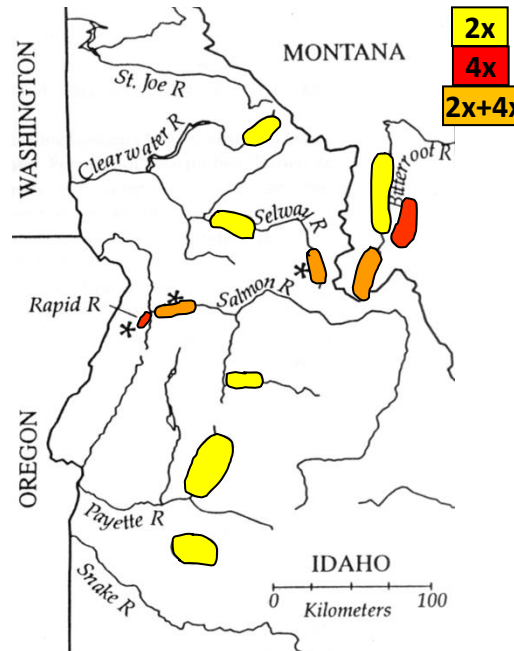 2x
4x
2x+4x
WASHINGTON
MONTANA
St. Joe R
Clearwater R
Bitterroot R
Selway R
*
Salmon R
*
Rapid R
*
OREGON
Payette R
Snake R
IDAHO
0 100
Kilometers